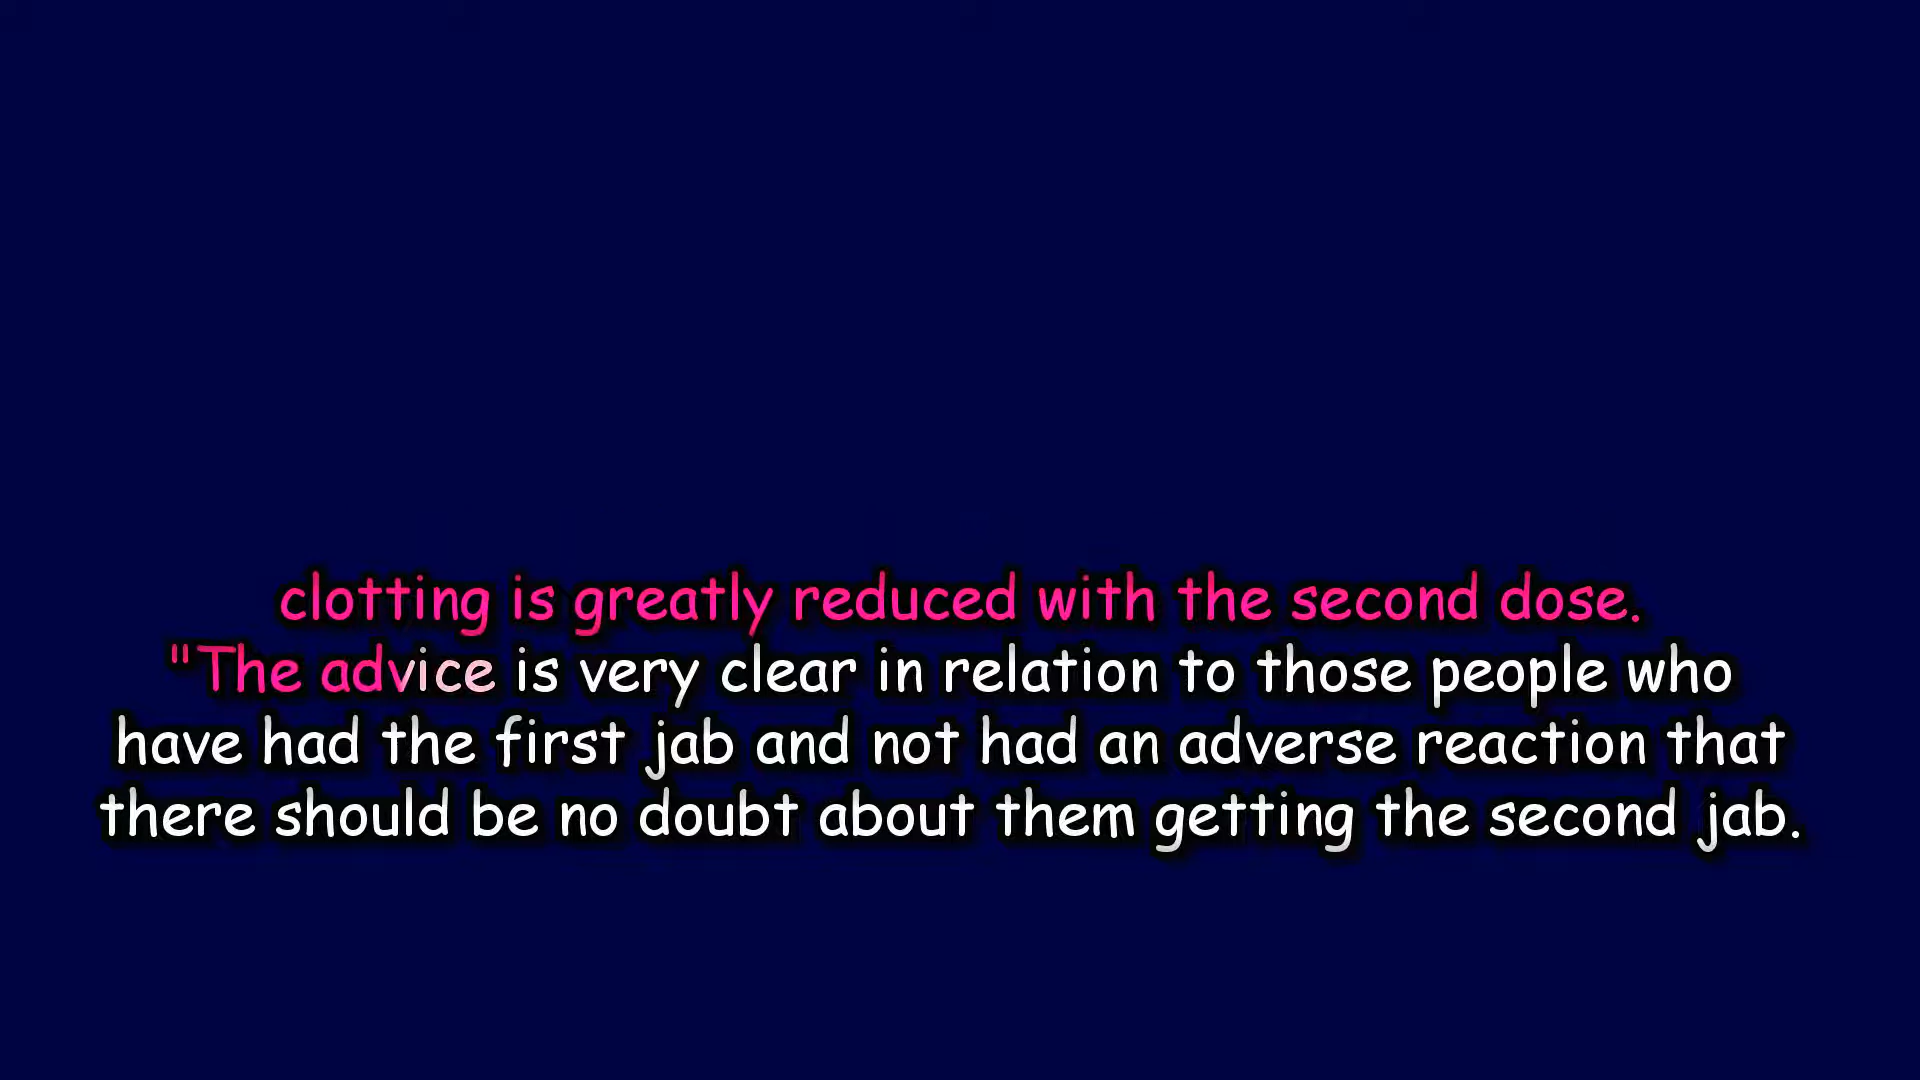 clotting is greatly reduced with the second dose.
"The advice is very clear in relation to those people who
have had the first jab and not had an adverse reaction that
there should be no doubt about them getting the second jab.